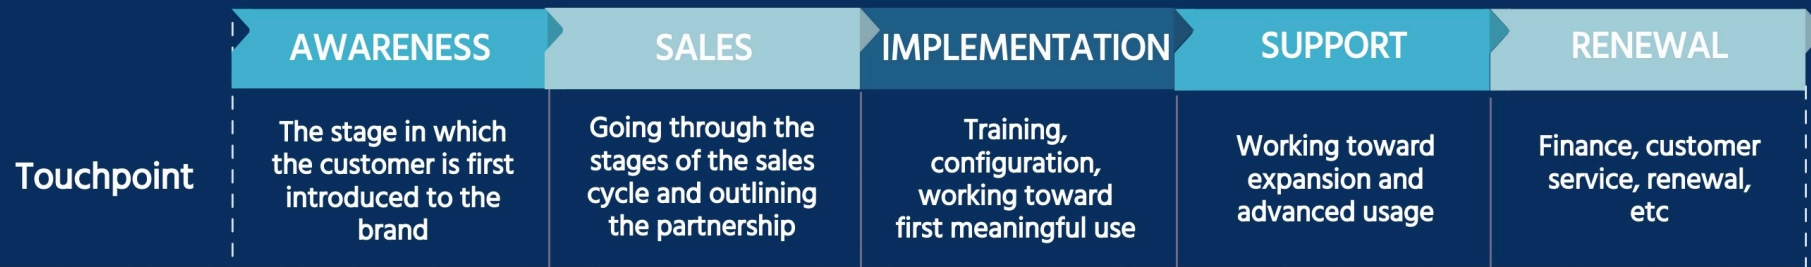 AWARENESS
SALES
IMPLEMENTATION
SUPPORT
RENEWAL
Touchpoint
The stage in which
the customer is first
introduced to the
brand
Going through the
stages of the sales
cycle and outlining
the partnership
Training,
configuration,
working toward
first meaningful use
Working toward
expansion and
advanced usage
Finance, customer
service, renewal,
etc